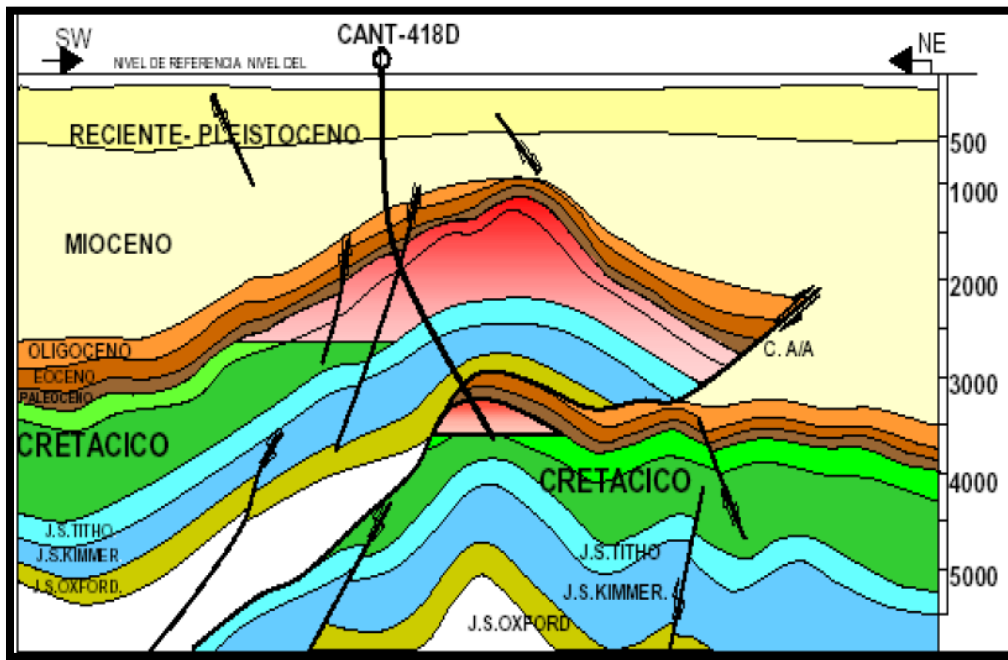 SW
CANT-418D
NE
NIVEL DE REFERENCIA NIVEL DEL
RECIENTE- PLEISTOCENO
500
1000
MIOCENO
2000
OLIGOCENO
C. A/A
EOCENO
3000
PALEOCENO
CRETACICO
CRETACICO
4000
J.S.TITHO.
J.S.TITHO
J.S.KIMMER
5000
J.S.OXFORD.
J.S.KIMMER.
J.S.OXFORD